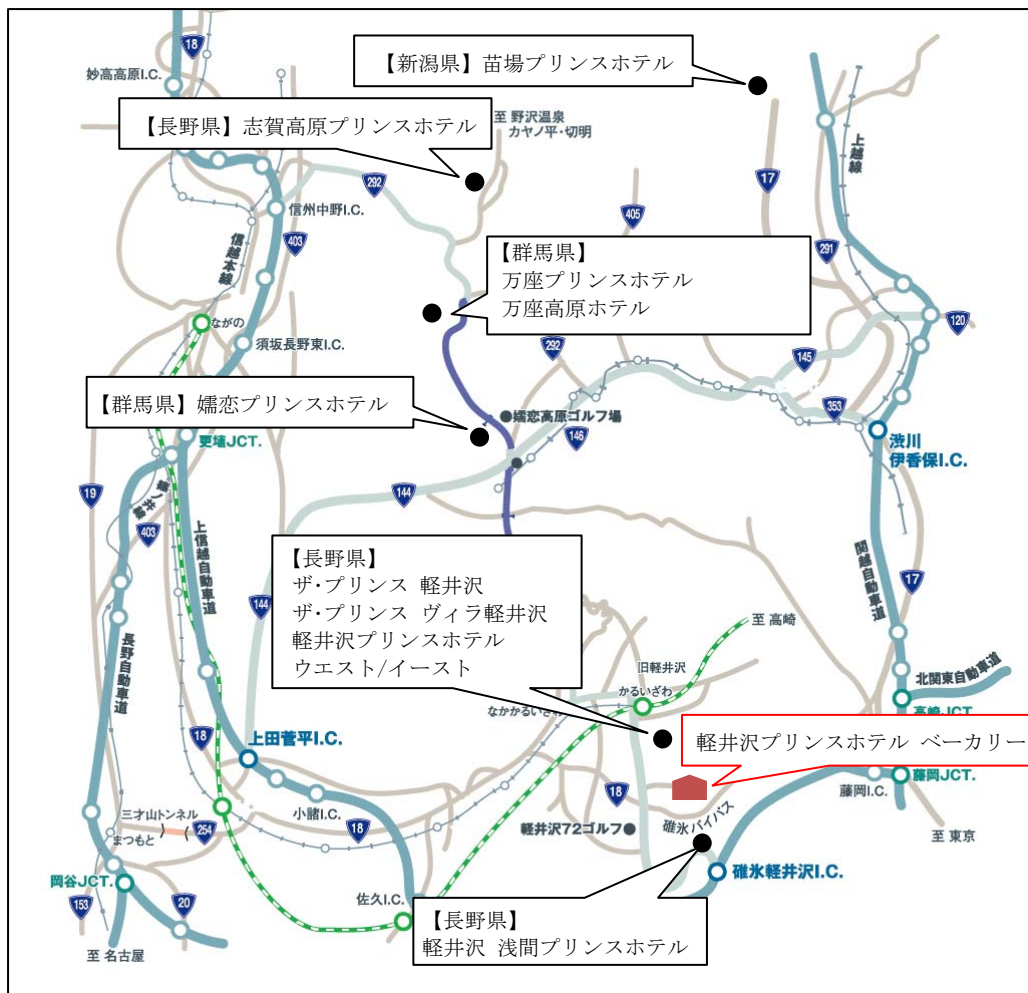 18
妙高高原I.C.
【新潟県】苗場プリンスホテル
【長野県】志賀高原プリンスホテル
至 野沢温泉
カヤノ平・切明
上越線
17
292
405
信州中野I.C.
403
信越本線
291
【群馬県】
万座プリンスホテル
万座高原ホテル
ながの
須坂長野東I.C.
120
292
145
353
【群馬県】嬬恋プリンスホテル
嬬恋高原ゴルフ場
146
更埴JCT.
渋川
伊香保I.C.
19
144
403
篠ノ井線
上信越自動車道
関越自動車道
17
【長野県】
ザ・プリンス 軽井沢
ザ・プリンス ヴィラ軽井沢
軽井沢プリンスホテル
ウエスト/イースト
144
長野自動車道
至 高崎
旧軽井沢
かるいざわ
なかかるいざわ
北関東自動車道
高崎JCT.
18
上田菅平I.C.
軽井沢プリンスホテル ベーカリー
藤岡JCT.
藤岡I.C.
18
小諸I.C.
三才山トンネル
まつもと
254
18
軽井沢72ゴルフ
碓氷バイパス
至 東京
岡谷JCT.
碓氷軽井沢I.C.
153
20
佐久I.C.
【長野県】
軽井沢 浅間プリンスホテル
至 名古屋